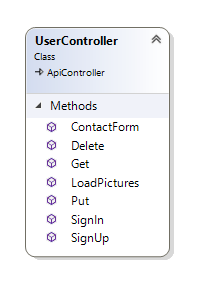 UserController
Class
ApiController
Methods
ContactForm
Delete
Get
LoadPictures
Put
SignIn
SignUp